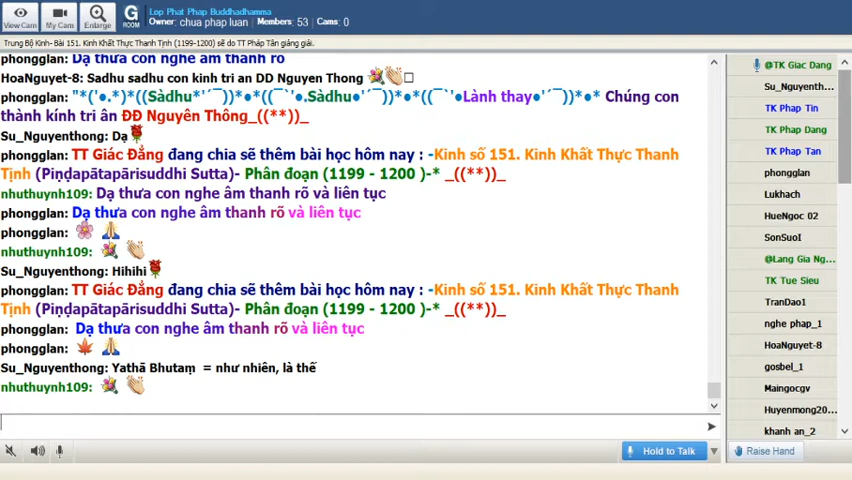 Lop Phat Phap Buddhadhamma
Owner: chua phap luan Members: 53 Cams: 0
View Cam
My Cam
Enlarge
G
ROOM
Trung Bộ Kinh- Bài 151. Kinh Khất Thực Thanh Tịnh (1199-1200) sẽ do TT Pháp Tân giảng giải.
phongglan: Dạ thưa con nghe âm thanh rõ
HoaNguyet-8: Sadhu sadhu con kinh tri an DD Nguyen Thong
phongglan: "*('●.*)*((Sàdhu*'´¯))*●*((¯`'●.Sàdhu●'´¯))*●*((¯`'●Lành thay●'´¯))*●* Chúng con
thành kính tri ân ĐĐ Nguyên Thông_((**))_
Su_Nguyenthong: Dạ
phongglan: TT Giác Đẳng đang chia sẽ thêm bài học hôm nay : -Kinh số 151. Kinh Khất Thực Thanh
Tịnh (Piṇḍapātapārisuddhi Sutta)- Phân đoạn (1199 - 1200 )-* _((**))_
nhuthuynh109: Dạ thưa con nghe âm thanh rõ và liên tục
phongglan: Dạ thưa con nghe âm thanh rõ và liên tục
phongglan:
nhuthuynh109:
Su_Nguyenthong: Hihihi
phongglan: TT Giác Đẳng đang chia sẽ thêm bài học hôm nay : -Kinh số 151. Kinh Khất Thực Thanh
Tịnh (Piṇḍapātapārisuddhi Sutta)- Phân đoạn (1199 - 1200 )-* _((**))_
phongglan: Dạ thưa con nghe âm thanh rõ và liên tục
phongglan:
Su_Nguyenthong: Yathā Bhutaṃ = như nhiên, là thế
nhuthuynh109:
Hold to Talk
Raise Hand
@TK Giac Dang
Su_Nguyenth...
TK Phap Tin
TK Phap Dang
TK Phap Tan
phongglan
Lukhach
HueNgoc 02
SonSuoI
@Lang Gia Ng...
TK Tue Sieu
TranDao1
nghe phap_1
HoaNguyet-8
gosbel_1
Maingocgv
Huyenmong20...
khanh an_2